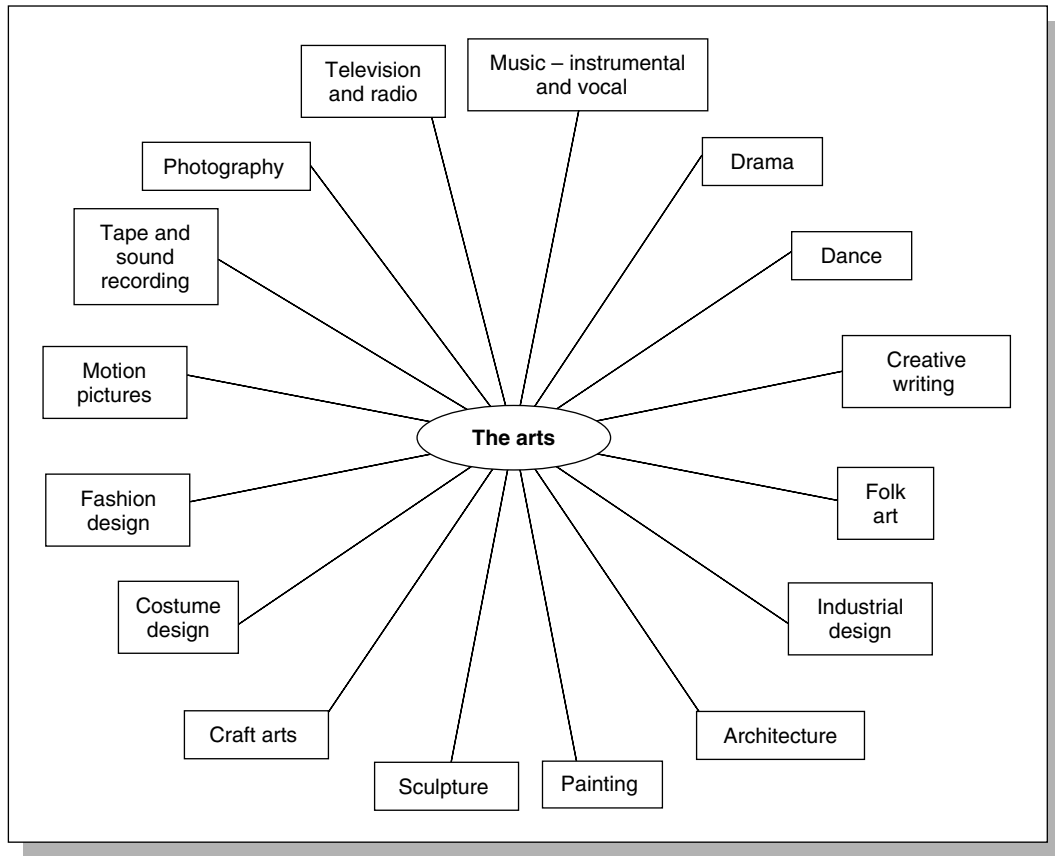 Television
and radio
Music – instrumental
and vocal
Drama
Dance
Creative
writing
Folk
art
Industrial
design
Architecture
Painting
Sculpture
Craft arts
Costume
design
Fashion
design
Motion
pictures
Tape and
sound
recording
Photography
The arts